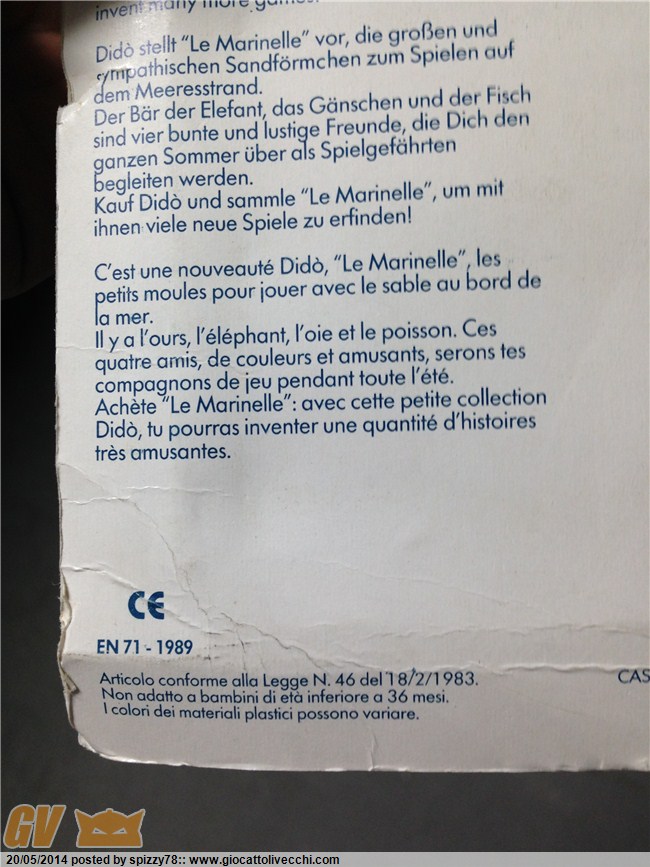 invent many more games.
Didò stellt “Le Marinelle” vor, die großen und
sympathischen Sandförmchen zum Spielen auf
dem Meeresstrand.
Der Bär der Elefant, das Gänschen und der Fisch
sind vier bunte und lustige Freunde, die Dich den
ganzen Sommer über als Spielgefährten
begleiten werden.
Kauf Didò und sammle “Le Marinelle”, um mit
ihnen viele neue Spiele zu erfinden!
C’est une nouveauté Didò, “Le Marinelle”, les
petits moules pour jouer avec le sable au bord de
la mer.
Il y a l’ours, l’éléphant, l’oie et le poisson. Ces
quatre amis, de couleurs et amusants, serons tes
compagnons de jeu pendant toute l’été.
Achète “Le Marinelle”: avec cette petite collection
Didò, tu pourras inventer une quantité d’histoires
très amusantes.
CE
EN 71 - 1989
Articolo conforme alla Legge N. 46 del 18/2/1983.
Non adatto a bambini di età inferiore a 36 mesi.
I colori dei materiali plastici possono variare.
CAS
GV
20/05/2014 posted by spizzy78:: www.giocattolivecchi.com